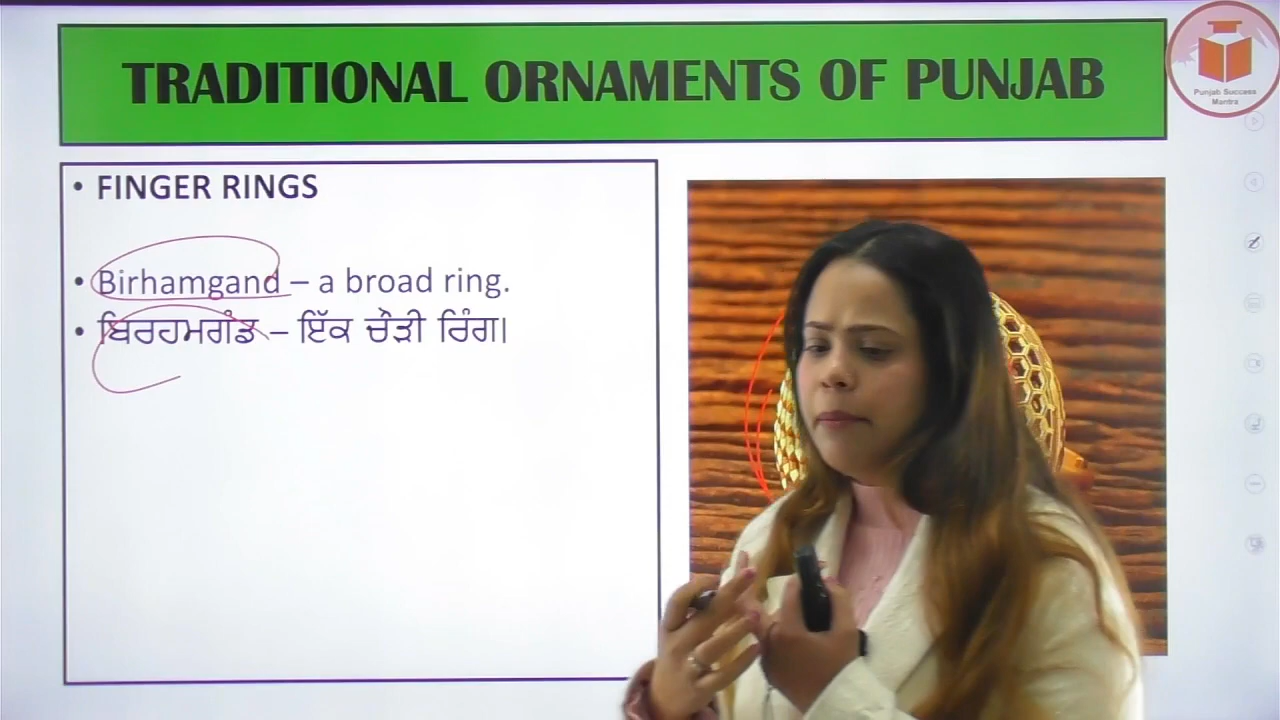 TRADITIONAL ORNAMENTS OF PUNJAB
Punjab Success
Mantra
• FINGER RINGS
• Birhamgand – a broad ring.
• ਬਿਰਹਮਗੰਡ – ਇੱਕ ਚੌੜੀ ਰਿੰਗ।